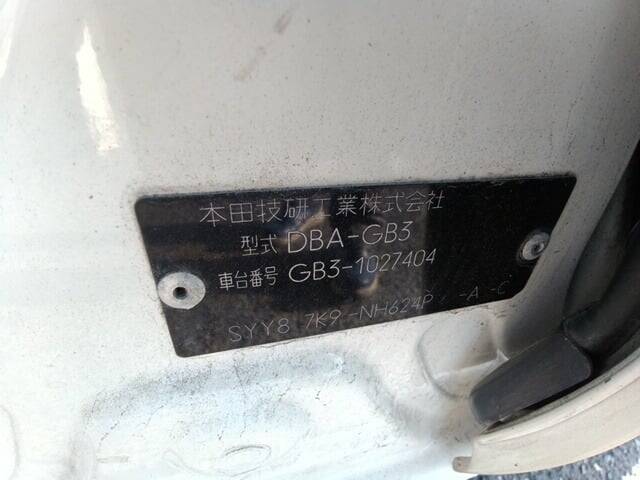 本田技研工業株式会社
型式 DBA-GB3
車台番号 GB3-1027404
SYY8 7K9 -NH624P -A -C